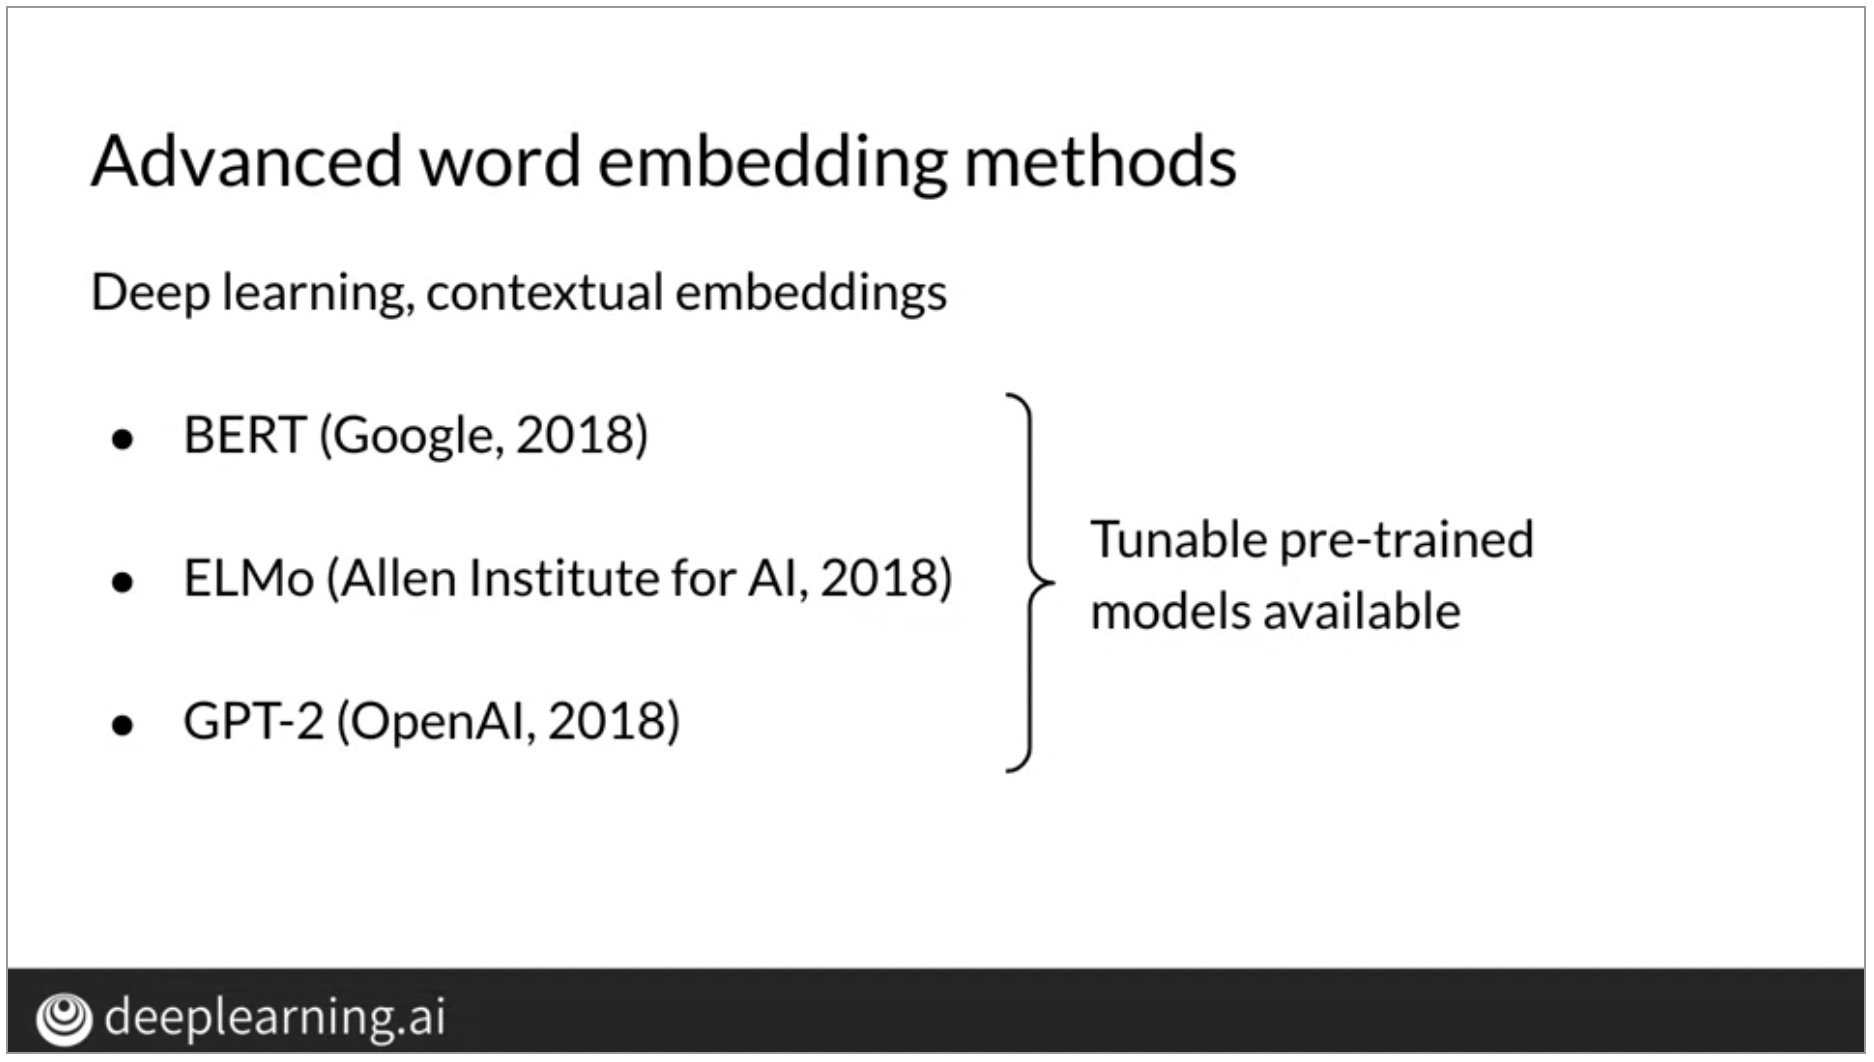 Advanced word embedding methods
Deep learning, contextual embeddings
● BERT (Google, 2018)
● ELMo (Allen Institute for AI, 2018)
● GPT-2 (OpenAI, 2018)
Tunable pre-trained
models available
deeplearning.ai